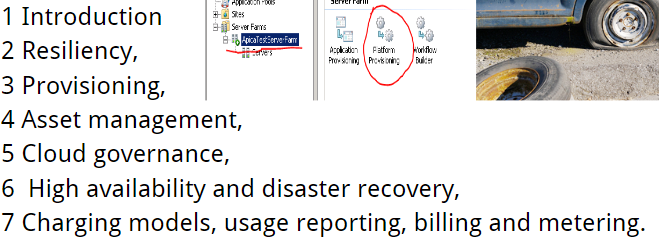 1 Introduction
2 Resiliency,
3 Provisioning,
4 Asset management,
5 Cloud governance,
6  High availability and disaster recovery,
7 Charging models, usage reporting, billing and metering.
Application Pools
Sites
Server Farms
ApicaTestServerFarm
Servers
Server Farm
Application Provisioning
Platform Provisioning
Workflow Builder